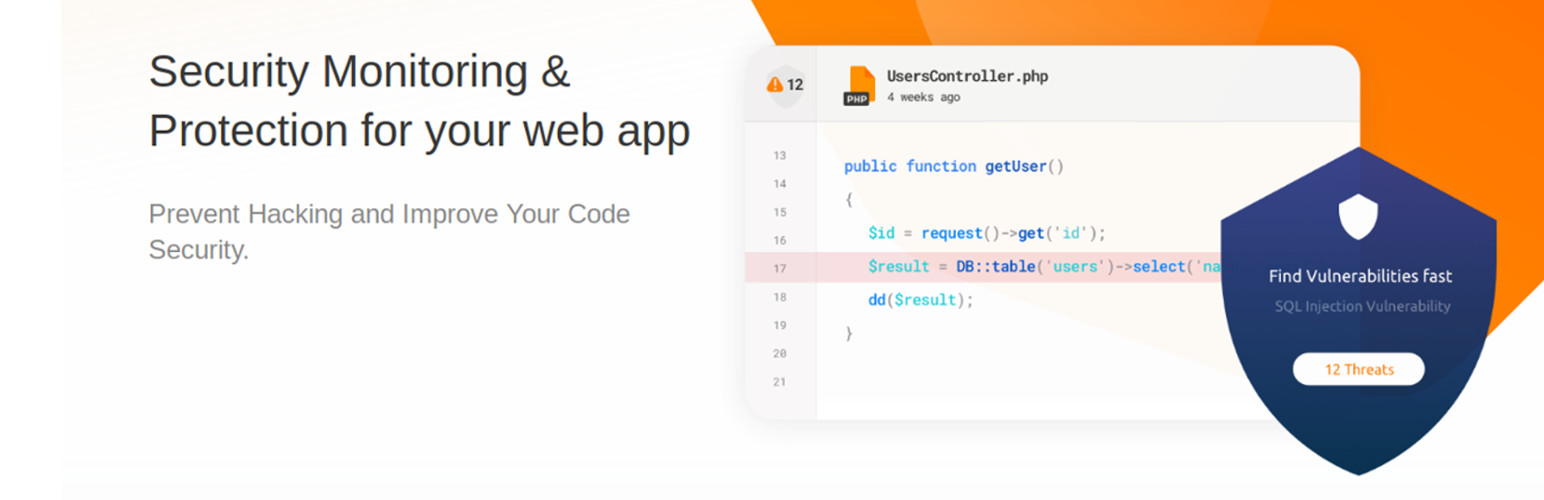 Security Monitoring &
Protection for your web app
Prevent Hacking and Improve Your Code
Security.
12
PHP
UsersController.php
4 weeks ago
13
14
15
16
17
18
19
20
21
public function getUser()
{
$id = request()->get('id');
$result = DB::table('users')->select('na
dd($result);
}
Find Vulnerabilities fast
SQL Injection Vulnerability
12 Threats